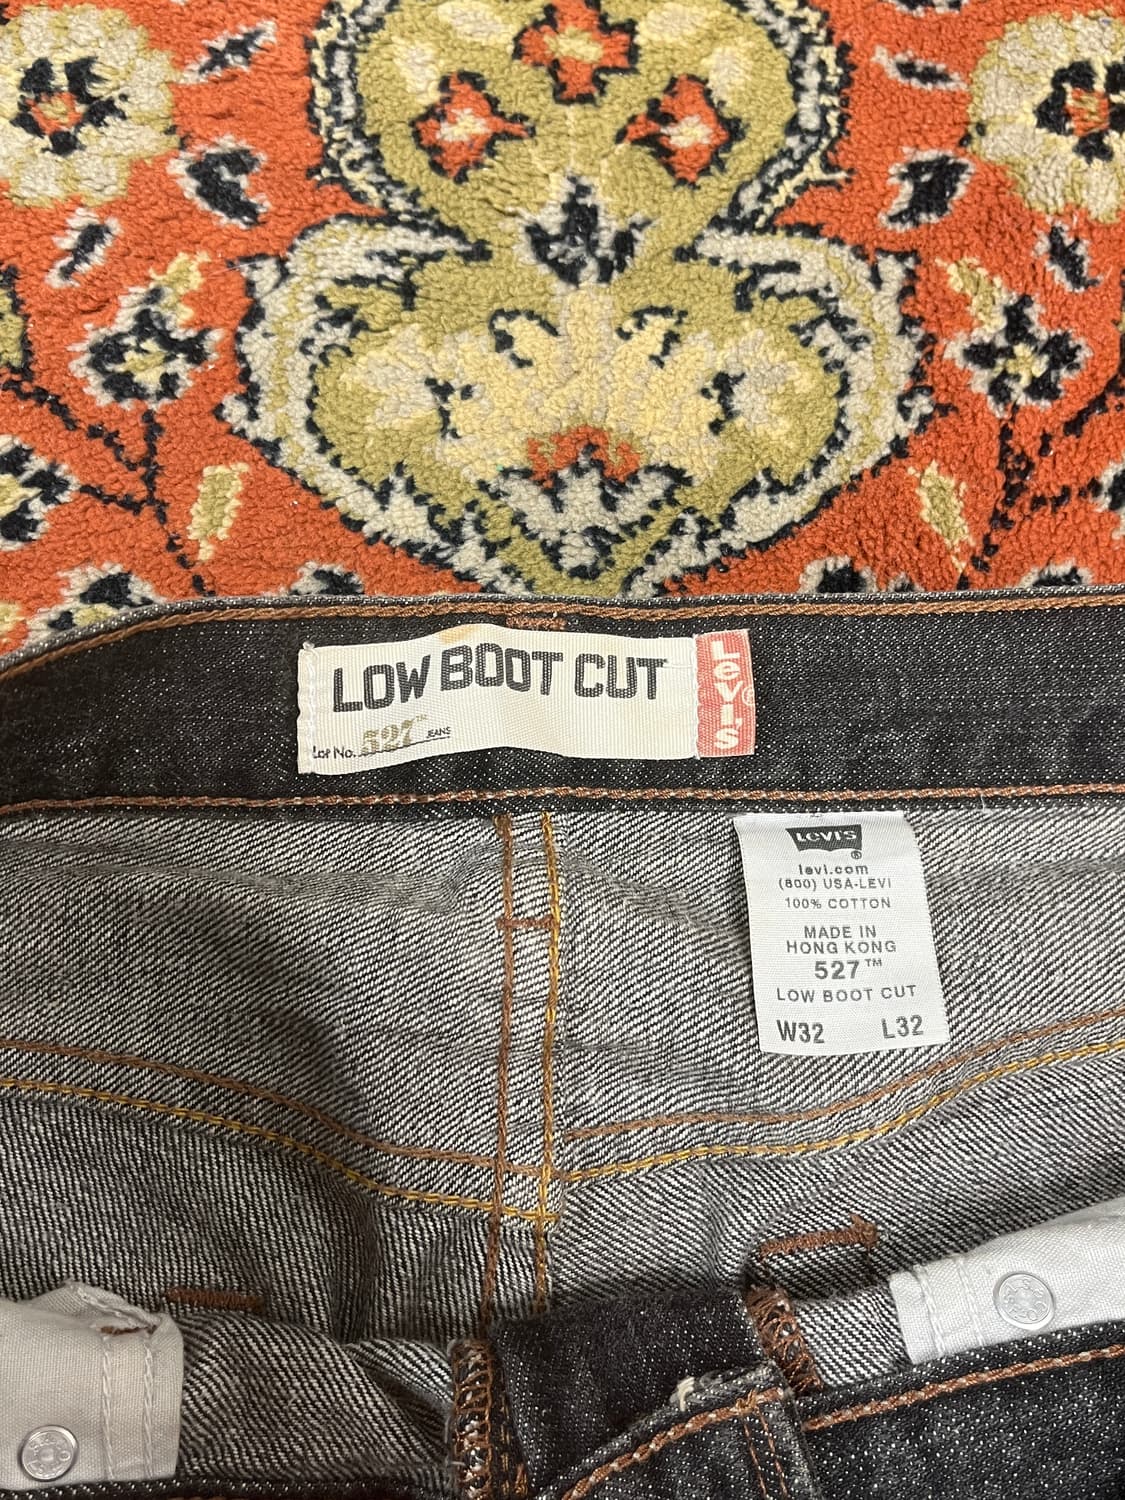 LOW BOOT CUT
Lot No. 527™ JEANS
Levi's®
LEVI'S®
levi.com
(800) USA-LEVI
100% COTTON
MADE IN
HONG KONG
527™
LOW BOOT CUT
W32 L32